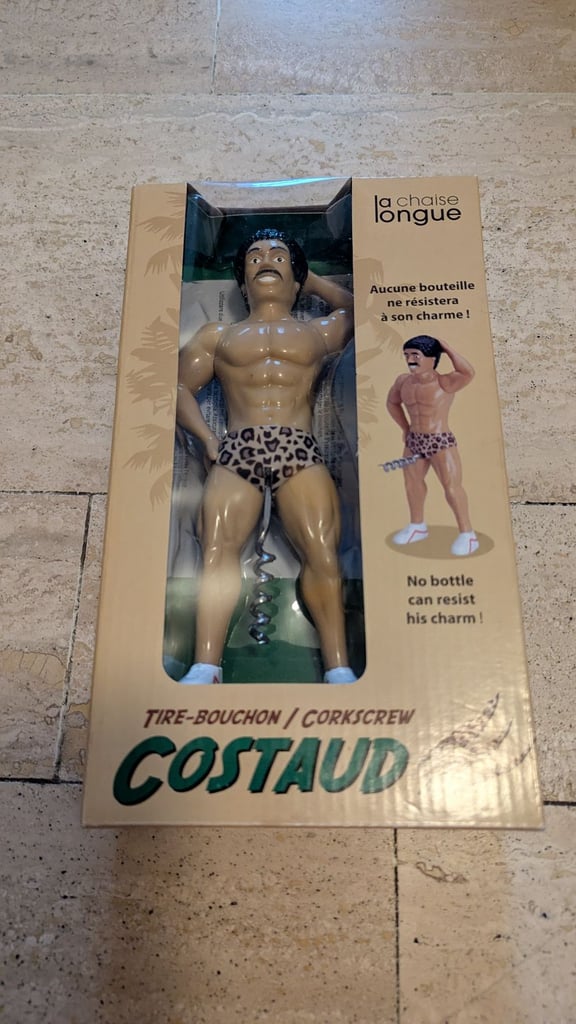 la chaise
longue
Aucune bouteille
ne résistera
à son charme !
No bottle
can resist
his charm !
TIRE-BOUCHON / CORKSCREW
COSTAUD